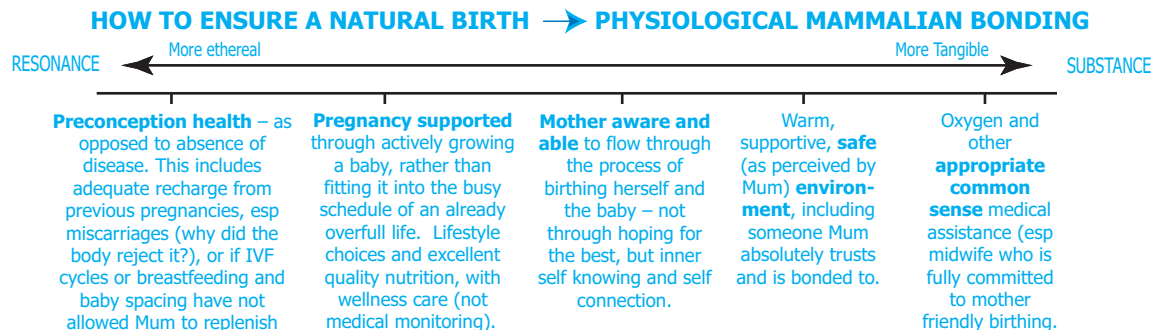 HOW TO ENSURE A NATURAL BIRTH PHYSIOLOGICAL MAMMALIAN BONDING
More ethereal
More Tangible
RESONANCE
SUBSTANCE
Preconception health – as
opposed to absence of
disease. This includes
adequate recharge from
previous pregnancies, esp
miscarriages (why did the
body reject it?), or if IVF
cycles or breastfeeding and
baby spacing have not
allowed Mum to replenish
Pregnancy supported
through actively growing
a baby, rather than
fitting it into the busy
schedule of an already
overfull life. Lifestyle
choices and excellent
quality nutrition, with
wellness care (not
medical monitoring).
Mother aware and
able to flow through
the process of
birthing herself and
the baby – not
through hoping for
the best, but inner
self knowing and self
connection.
Warm,
supportive, safe
(as perceived by
Mum) environ-
ment, including
someone Mum
absolutely trusts
and is bonded to.
Oxygen and
other
appropriate
common
sense medical
assistance (esp
midwife who is
fully committed
to mother
friendly birthing.